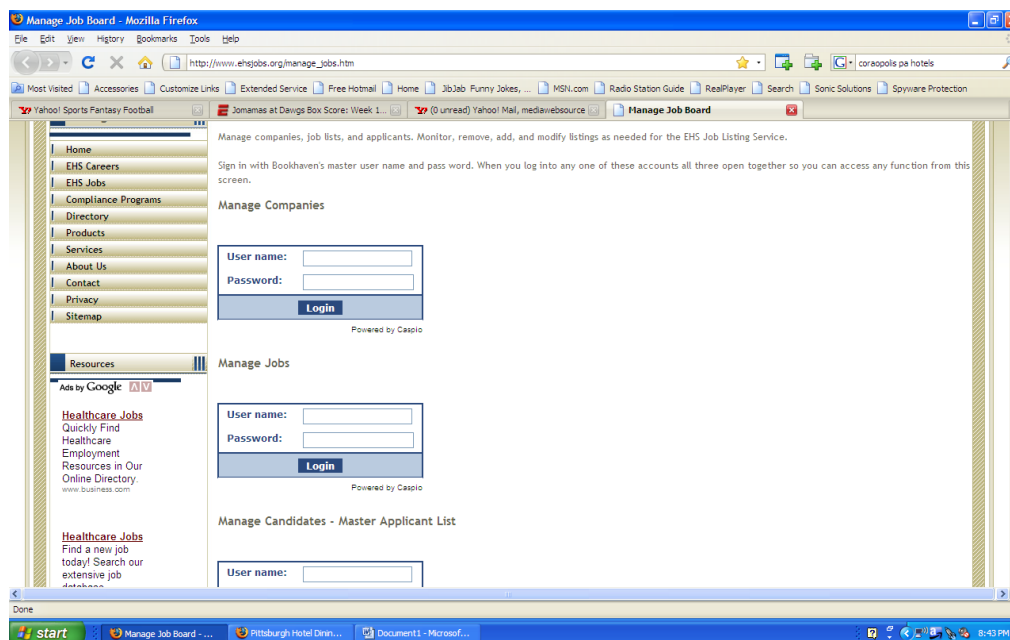 Manage Job Board - Mozilla Firefox
File Edit View History Bookmarks Tools Help
http://www.ehsjobs.org/manage_jobs.htm
coraopolis pa hotels
Most Visited Accessories Customize Links Extended Service Free Hotmail Home JibJab Funny Jokes, ... MSN.com Radio Station Guide RealPlayer Search Sonic Solutions Spyware Protection
Yahoo! Sports Fantasy Football
Jomamas at Dawgs Box Score: Week 1...
(0 unread) Yahoo! Mail, mediawebsource
Manage Job Board
Home
EHS Careers
EHS Jobs
Compliance Programs
Directory
Products
Services
About Us
Contact
Privacy
Sitemap
Resources
Ads by Google
Healthcare Jobs
Quickly Find
Healthcare
Employment
Resources in Our
Online Directory.
www.business.com
Healthcare Jobs
Find a new job
today! Search our
extensive job
database
Manage companies, job lists, and applicants. Monitor, remove, add, and modify listings as needed for the EHS Job Listing Service.
Sign in with Bookhaven's master user name and pass word. When you log into any one of these accounts all three open together so you can access any function from this
screen.
Manage Companies
User name:
Password:
Login
Powered by Caspio
Manage Jobs
User name:
Password:
Login
Powered by Caspio
Manage Candidates - Master Applicant List
User name:
Done
start
Manage Job Board - ...
Pittsburgh Hotel Dinin...
Document1 - Microsof...
8:43 PM